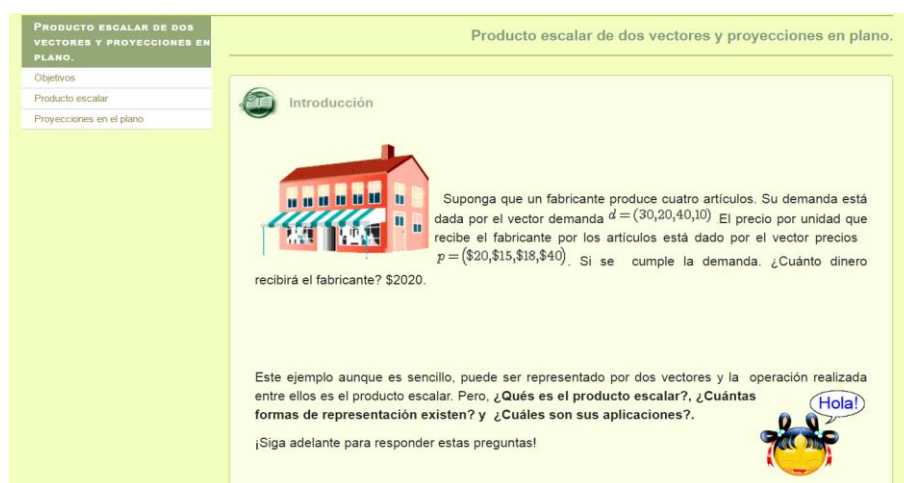 PRODUCTO ESCALAR DE DOS
VECTORES Y PROYECCIONES EN
PLANO.
Objetivos
Producto escalar
Proyecciones en el plano
Producto escalar de dos vectores y proyecciones en plano.
Introducción
Suponga que un fabricante produce cuatro artículos. Su demanda está
dada por el vector demanda d = (30,20,40,10) El precio por unidad que
recibe el fabricante por los artículos está dado por el vector precios
p = ($20,$15,$18,$40). Si se cumple la demanda. ¿Cuánto dinero
recibirá el fabricante? $2020.
Este ejemplo aunque es sencillo, puede ser representado por dos vectores y la operación realizada
entre ellos es el producto escalar. Pero, ¿Qués es el producto escalar?, ¿Cuántas
formas de representación existen? y ¿Cuáles son sus aplicaciones?.
¡Siga adelante para responder estas preguntas!
Hola!